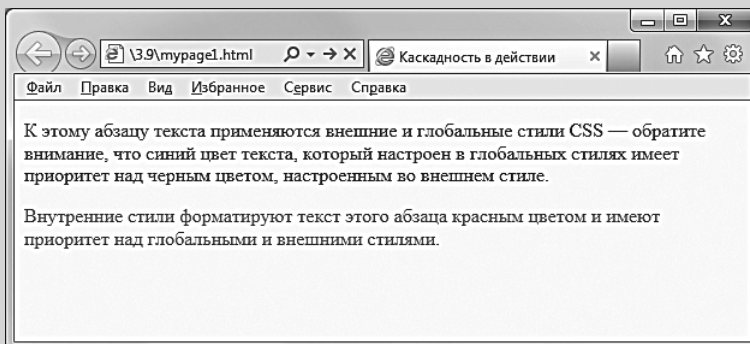 \3.9\mypage1.html
Каскадность в действии
Файл Правка Вид Избранное Сервис Справка
К этому абзацу текста применяются внешние и глобальные стили CSS — обратите
внимание, что синий цвет текста, который настроен в глобальных стилях имеет
приоритет над черным цветом, настроенным во внешнем стиле.
Внутренние стили форматируют текст этого абзаца красным цветом и имеют
приоритет над глобальными и внешними стилями.